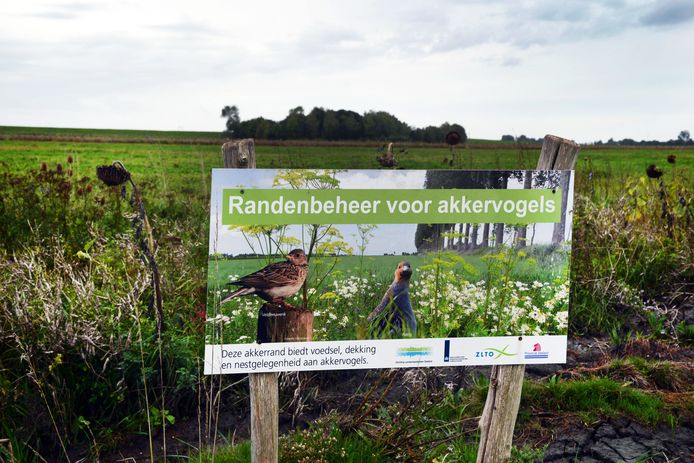 Randenbeheer voor akkervogels
Deze akkerrand biedt voedsel, dekking
en nestgelegenheid aan akkervogels.
ZLTO